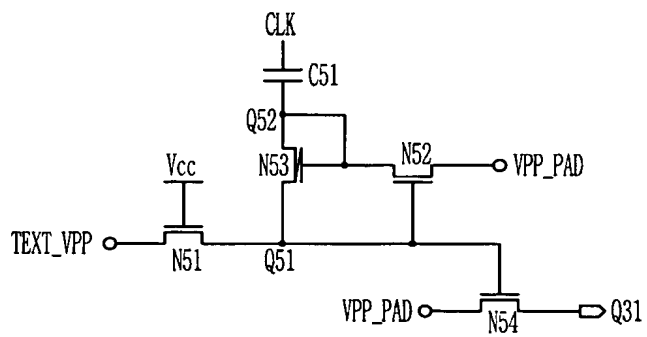 CLK
C51
Q52
N53
N52
VPP_PAD
Vcc
TEXT_VPP
N51
Q51
VPP_PAD
N54
Q31